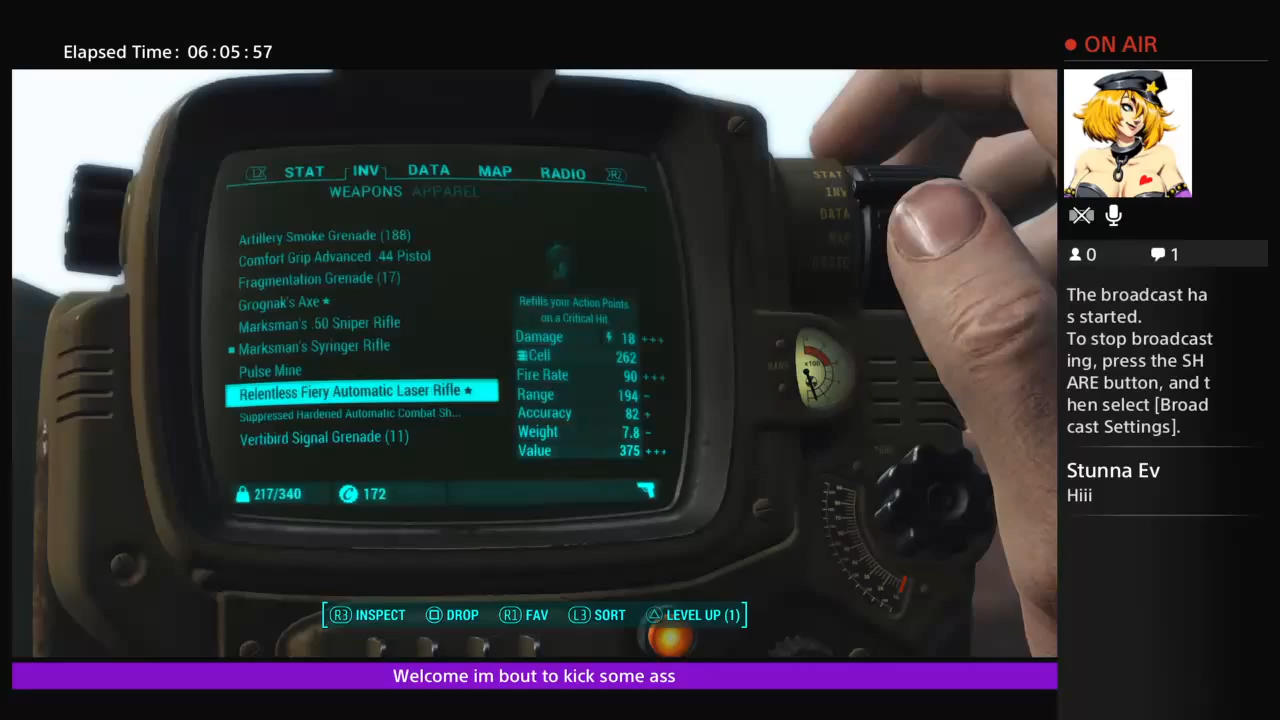 Elapsed Time: 06:05:57
ON AIR
STAT INV DATA MAP RADIO R2
WEAPONS APPAREL
Artillery Smoke Grenade (188)
Comfort Grip Advanced .44 Pistol
Fragmentation Grenade (17)
Grognak's Axe ★
Marksman's .50 Sniper Rifle
Marksman's Syringer Rifle
Pulse Mine
Relentless Fiery Automatic Laser Rifle ★
Suppressed Hardened Automatic Combat Sh...
Vertibird Signal Grenade (11)
Refills your Action Points
on a Critical Hit
Damage 18 +++
Cell 262
Fire Rate 90 +++
Range 194 -
Accuracy 82 +
Weight 7.8 -
Value 375 +++
217/340 172
STAT
INV
DATA
MAP
RADIO
x100
R3 INSPECT DROP R1 FAV L3 SORT LEVEL UP (1)
Welcome im bout to kick some ass
0 1
The broadcast ha
s started.
To stop broadcast
ing, press the SH
ARE button, and t
hen select [Broad
cast Settings].
Stunna Ev
Hiii